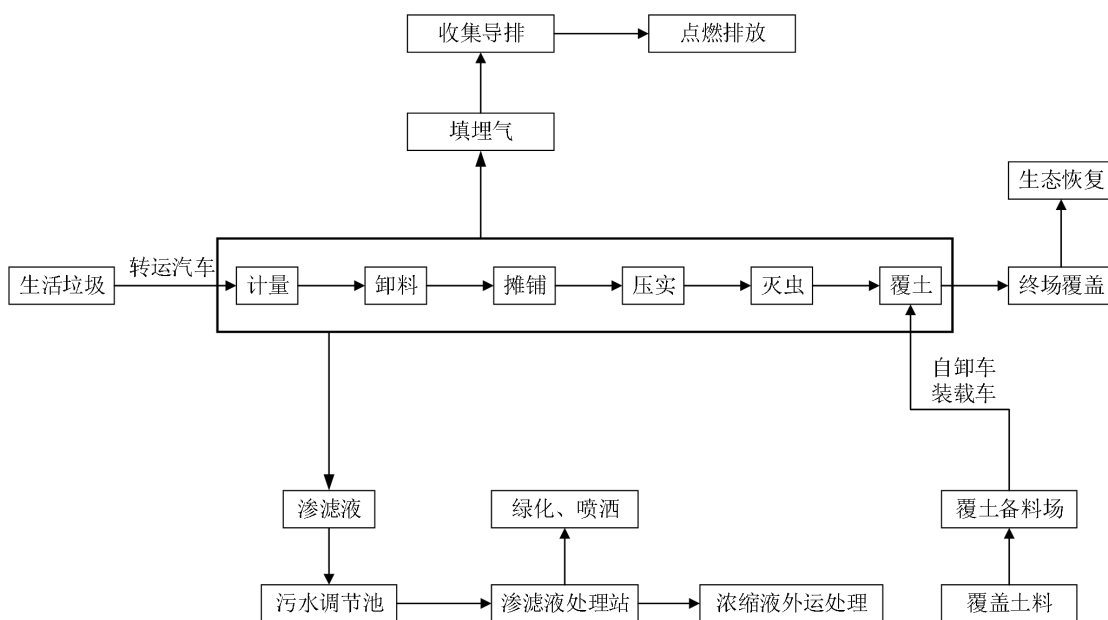 收集导排
点燃排放
填埋气
生态恢复
生活垃圾
转运汽车
计量
卸料
摊铺
压实
灭虫
覆土
终场覆盖
自卸车
装载车
渗滤液
绿化、喷洒
覆土备料场
污水调节池
渗滤液处理站
浓缩液外运处理
覆盖土料